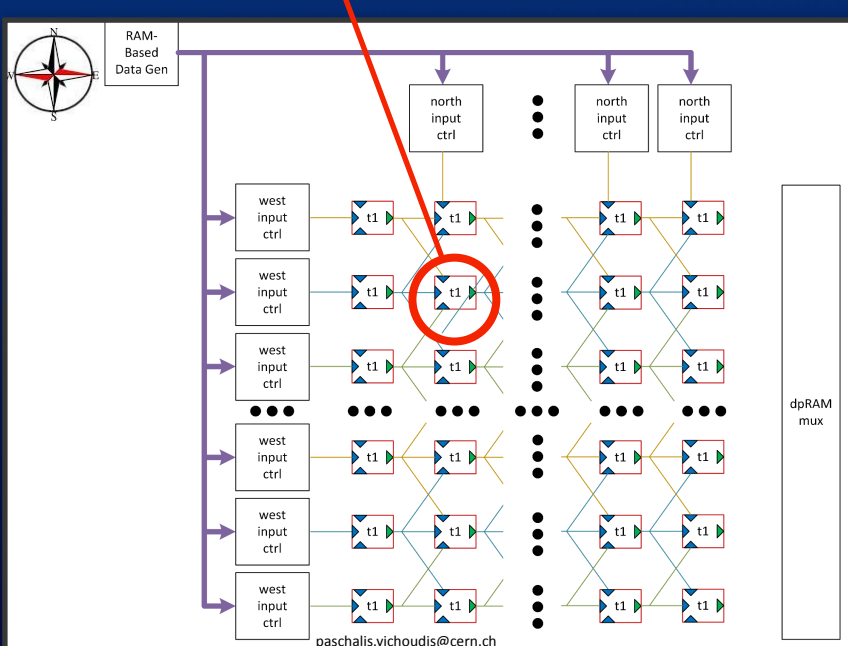 N
W
E
S
RAM-
Based
Data Gen
north
input
ctrl
north
input
ctrl
north
input
ctrl
west
input
ctrl
t1
t1
t1
t1
west
input
ctrl
t1
t1
t1
t1
west
input
ctrl
t1
t1
t1
t1
dpRAM
mux
west
input
ctrl
t1
t1
t1
t1
west
input
ctrl
t1
t1
t1
t1
west
input
ctrl
t1
t1
t1
t1
paschalis.vichoudis@cern.ch